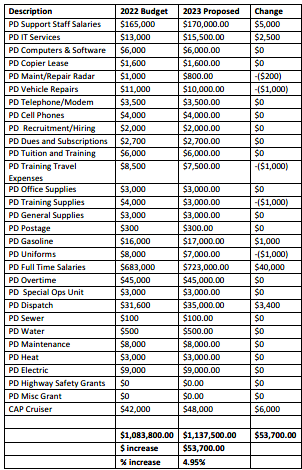 Description 2022 Budget 2023 Proposed Change
PD Support Staff Salaries $165,000 $170,000.00 $5,000
PD IT Services $13,000 $15,500.00 $2,500
PD Computers & Software $6,000 $6,000.00 $0
PD Copier Lease $1,600 $1,600.00 $0
PD Maint/Repair Radar $1,000 $800.00 -($200)
PD Vehicle Repairs $11,000 $10,000.00 -($1,000)
PD Telephone/Modem $3,500 $3,500.00 $0
PD Cell Phones $4,000 $4,000.00 $0
PD Recruitment/Hiring $2,000 $2,000.00 $0
PD Dues and Subscriptions $2,700 $2,700.00 $0
PD Tuition and Training $6,000 $6,000.00 $0
PD Training Travel $8,500 $7,500.00 -($1,000)
Expenses
PD Office Supplies $3,000 $3,000.00 $0
PD Training Supplies $4,000 $3,000.00 -($1,000)
PD General Supplies $3,000 $3,000.00 $0
PD Postage $300 $300.00 $0
PD Gasoline $16,000 $17,000.00 $1,000
PD Uniforms $8,000 $7,000.00 -($1,000)
PD Full Time Salaries $683,000 $723,000.00 $40,000
PD Overtime $45,000 $45,000.00 $0
PD Special Ops Unit $3,000 $3,000.00 $0
PD Dispatch $31,600 $35,000.00 $3,400
PD Sewer $100 $100.00 $0
PD Water $500 $500.00 $0
PD Maintenance $8,000 $8,000.00 $0
PD Heat $3,000 $3,000.00 $0
PD Electric $9,000 $9,000.00 $0
PD Highway Safety Grants $0 $0.00 $0
PD Misc Grant $0 $0.00 $0
CAP Cruiser $42,000 $48,000 $6,000
$1,083,800.00 $1,137,500.00 $53,700.00
$ increase $53,700.00
% increase 4.95%